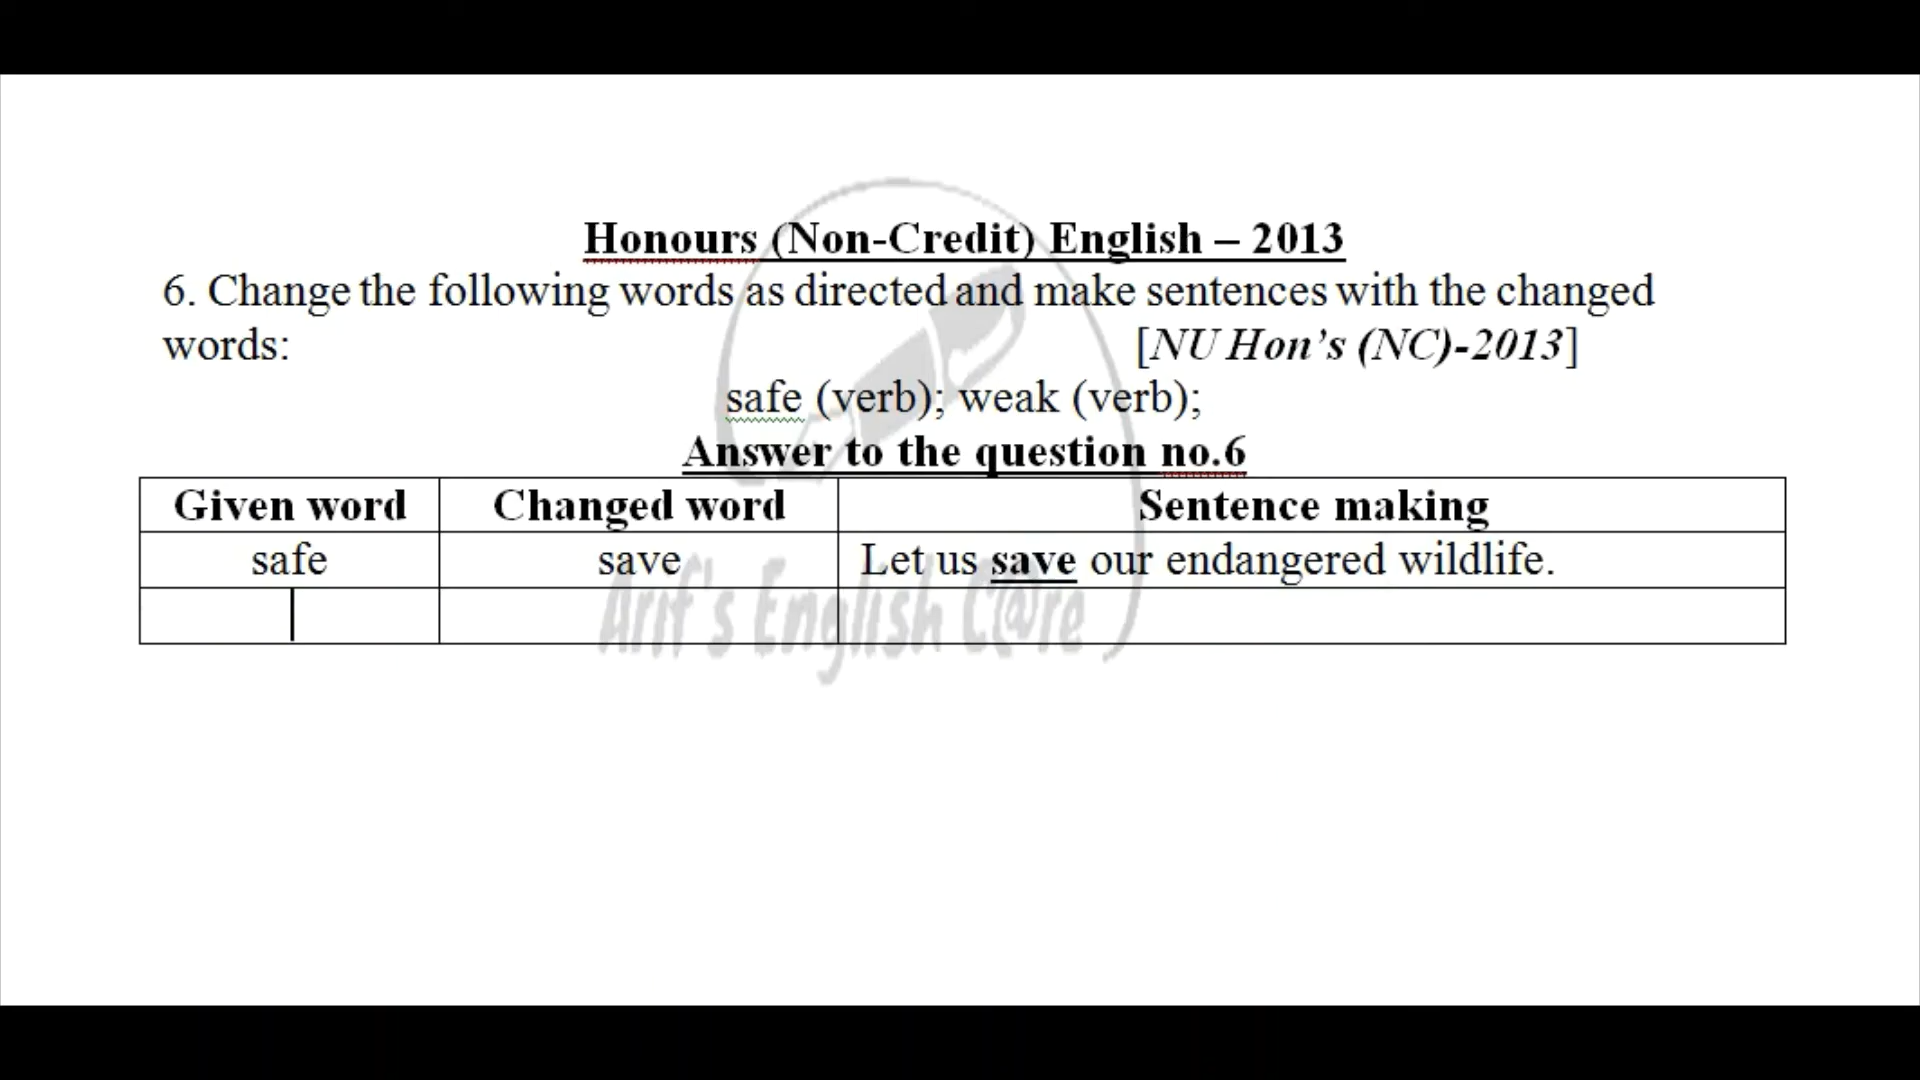 Honours (Non-Credit) English – 2013
6. Change the following words as directed and make sentences with the changed
words: [NU Hon’s (NC)-2013]
safe (verb); weak (verb);
Answer to the question no.6
Given word Changed word Sentence making
safe save Let us save our endangered wildlife.
Arif's English C@re